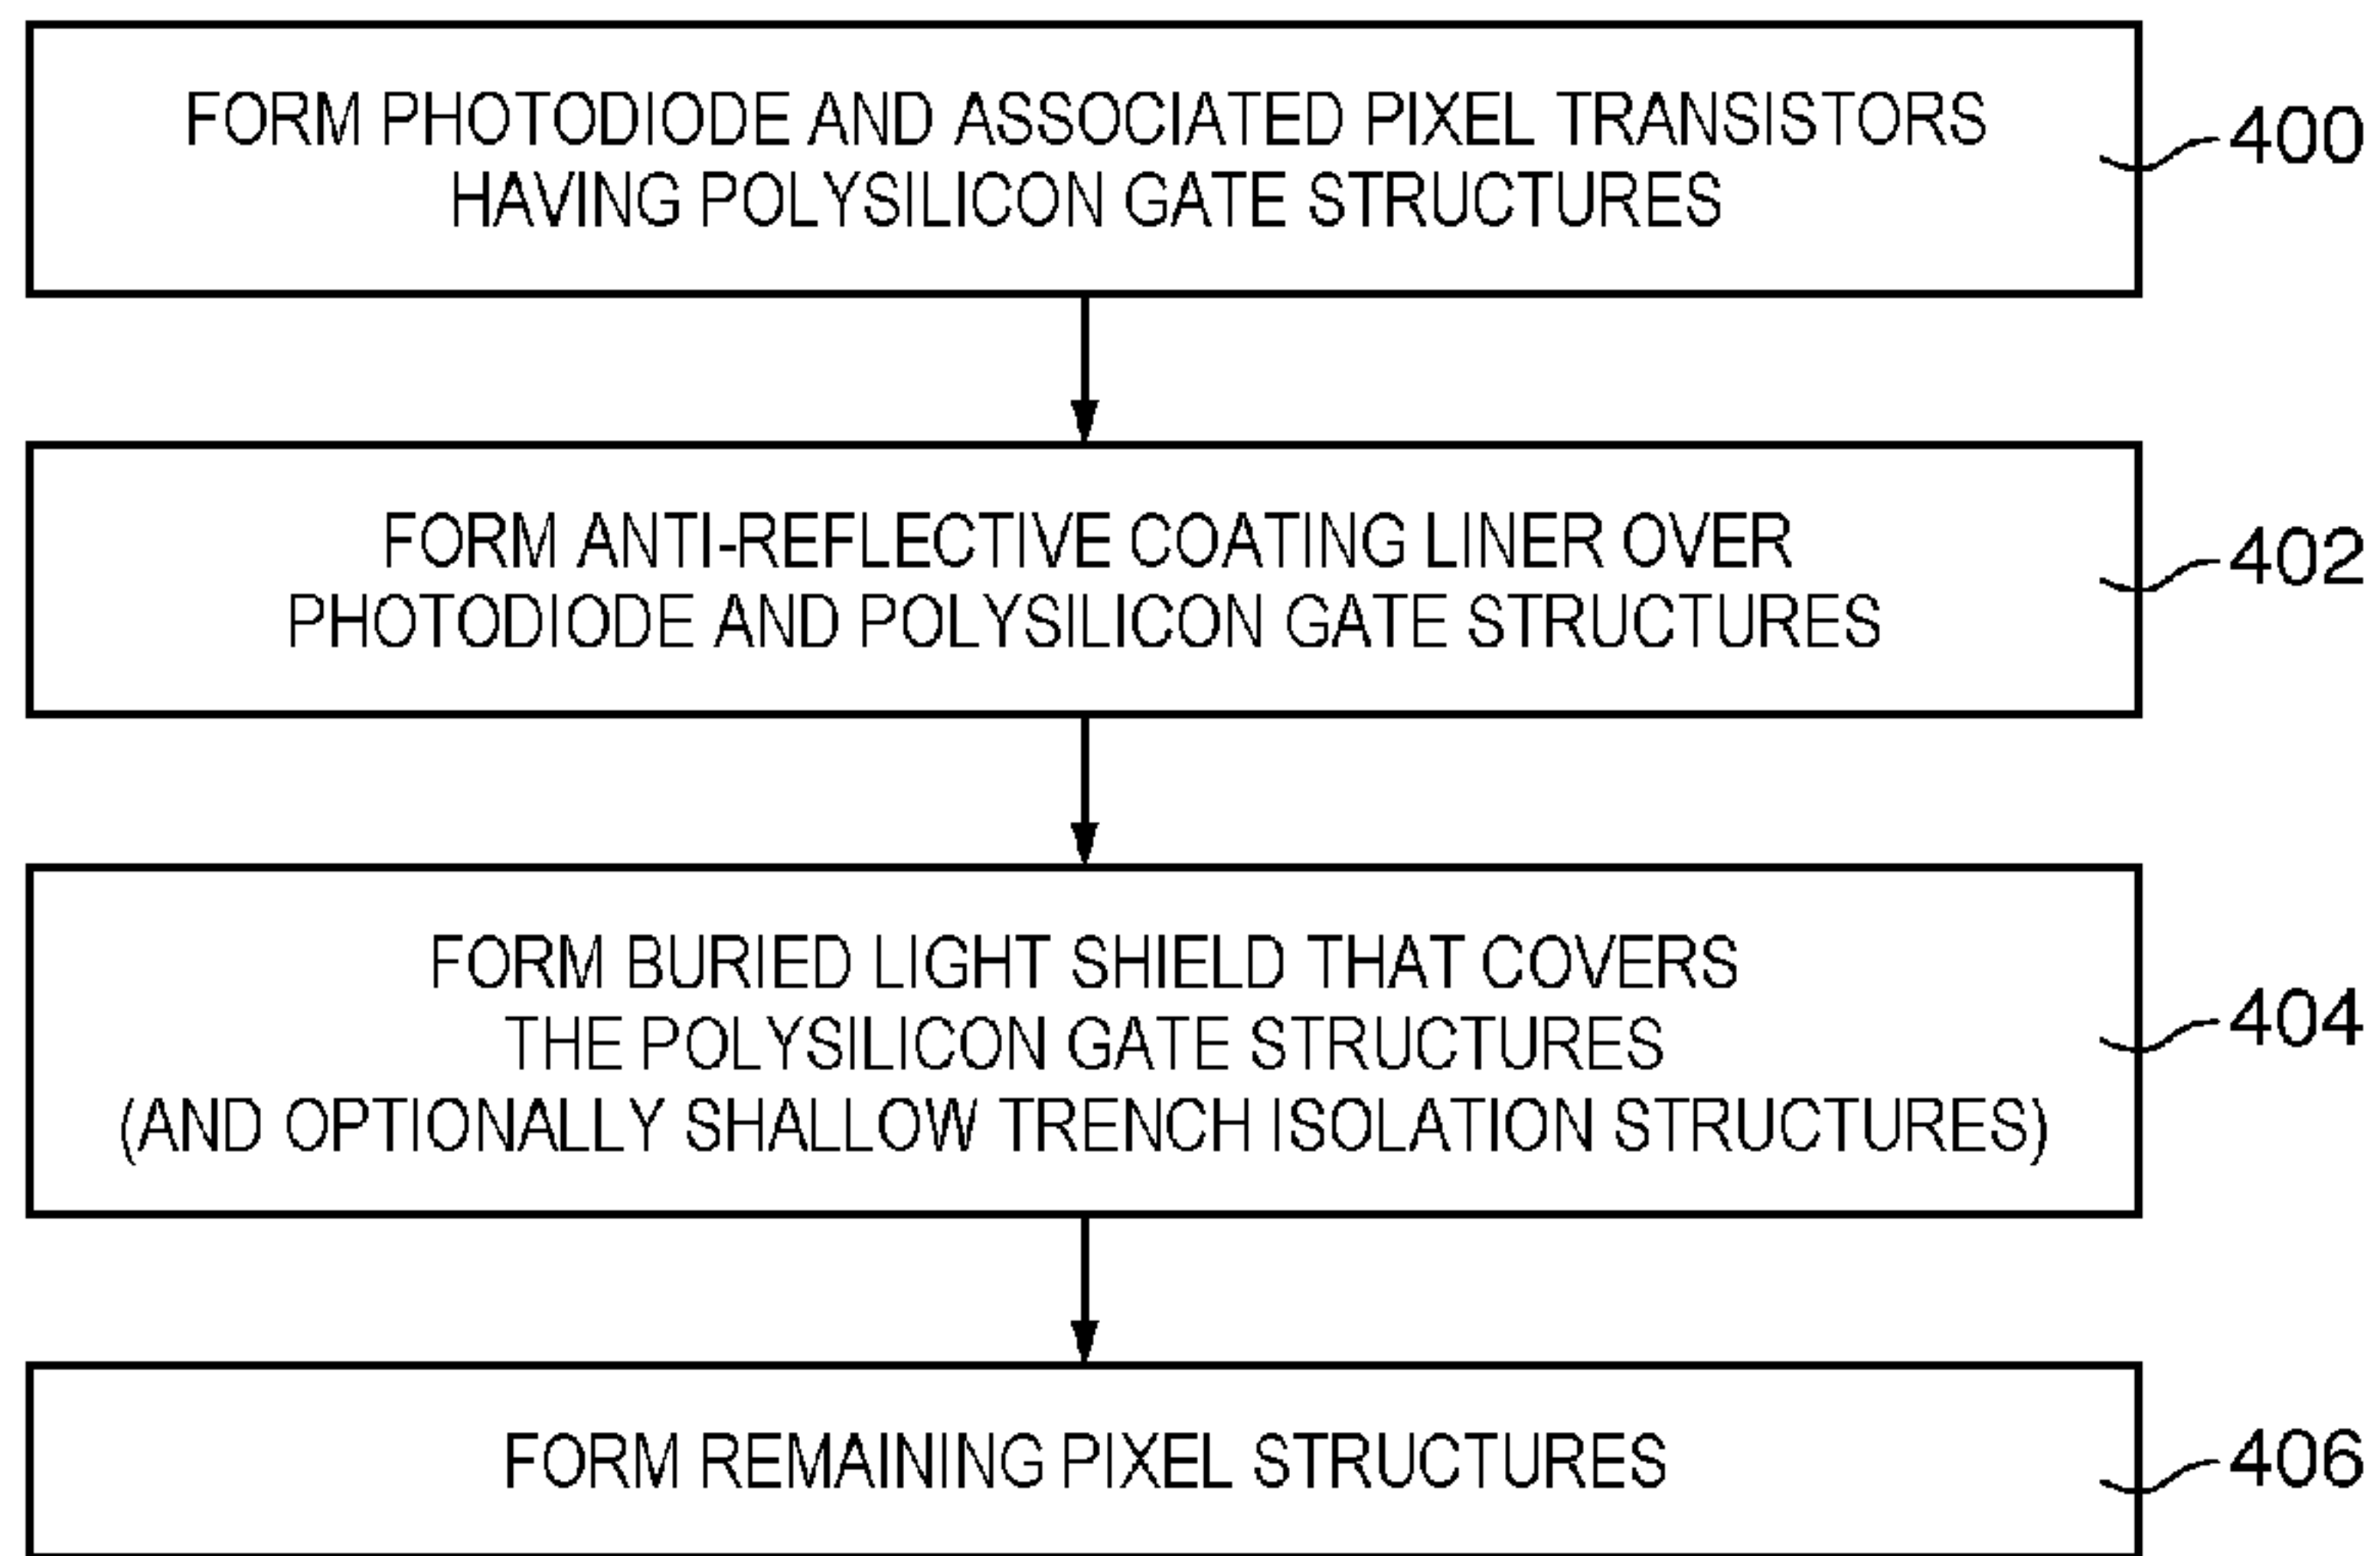 FORM PHOTODIODE AND ASSOCIATED PIXEL TRANSISTORS
HAVING POLYSILICON GATE STRUCTURES
400
FORM ANTI-REFLECTIVE COATING LINER OVER
PHOTODIODE AND POLYSILICON GATE STRUCTURES
402
FORM BURIED LIGHT SHIELD THAT COVERS
THE POLYSILICON GATE STRUCTURES
(AND OPTIONALLY SHALLOW TRENCH ISOLATION STRUCTURES)
404
FORM REMAINING PIXEL STRUCTURES
406